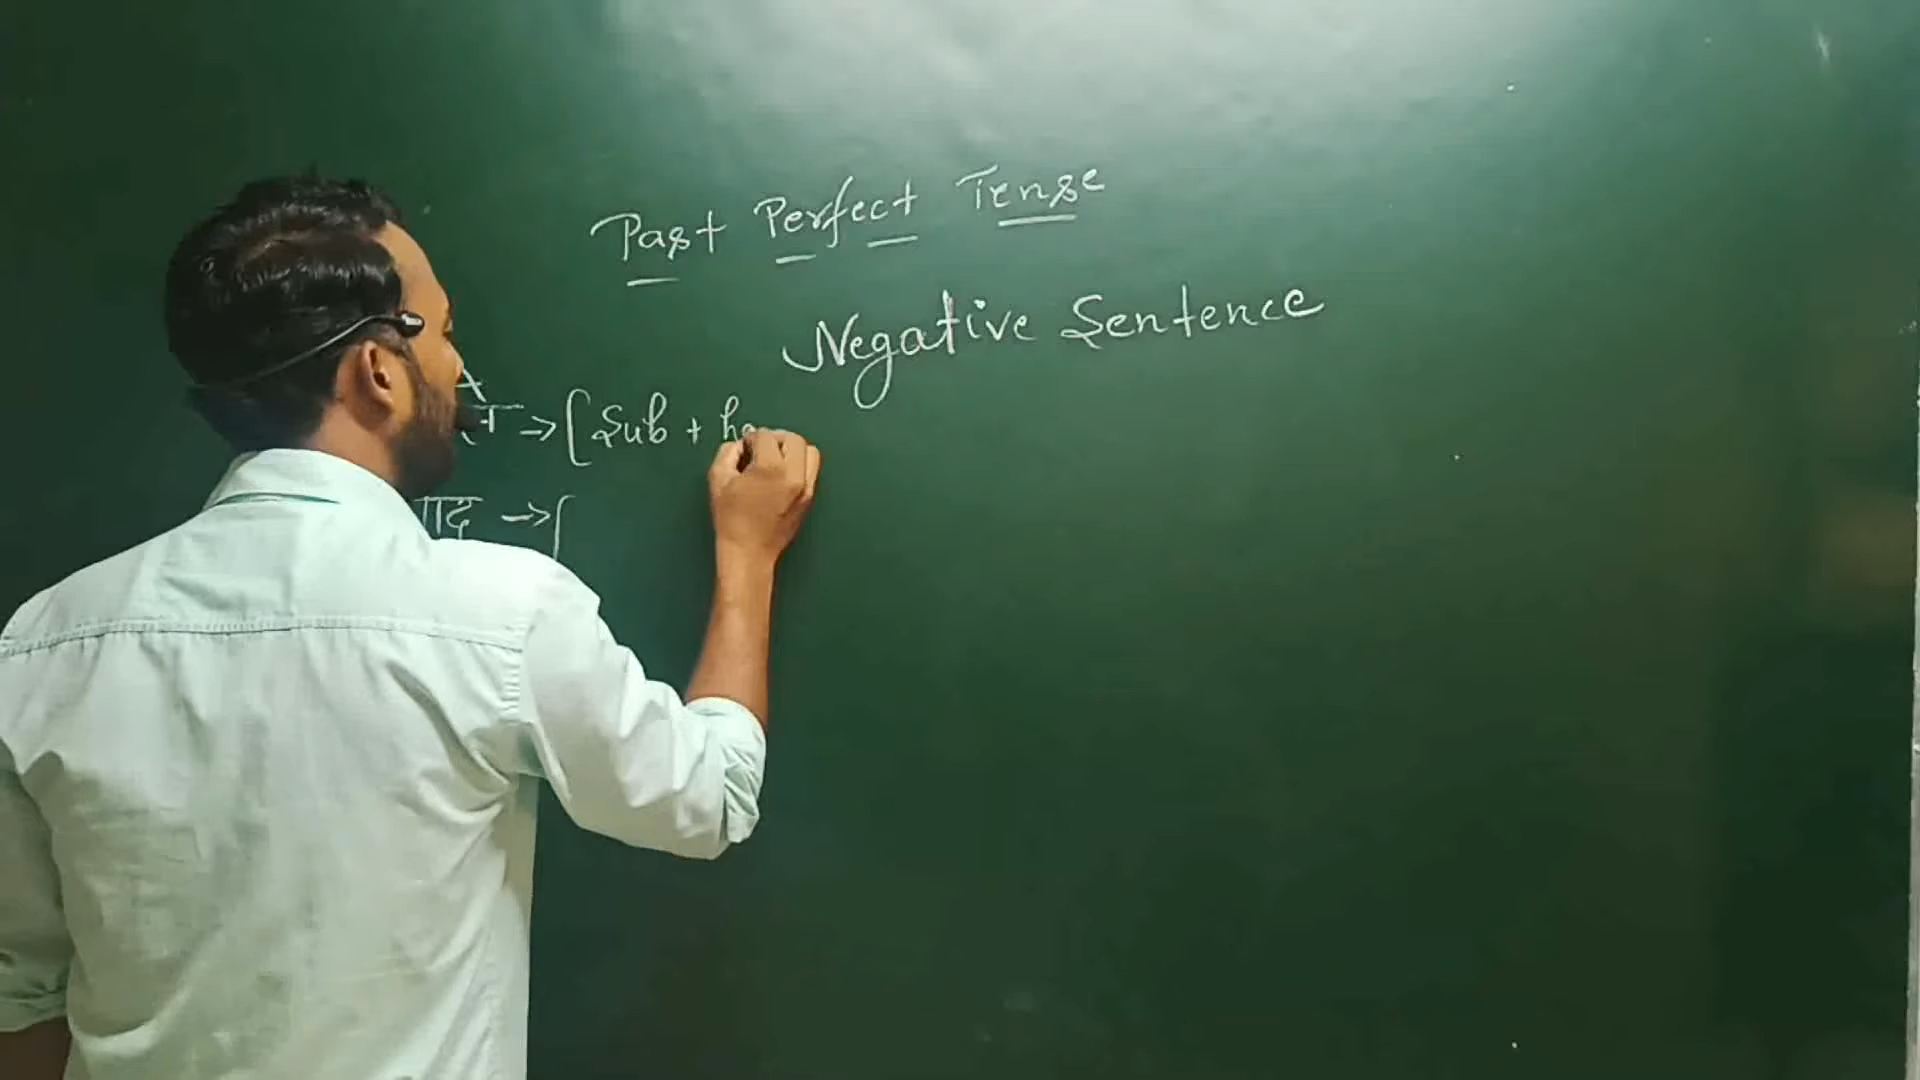 Past Perfect Tense
Negative Sentence
→ [Sub + ha
→ [